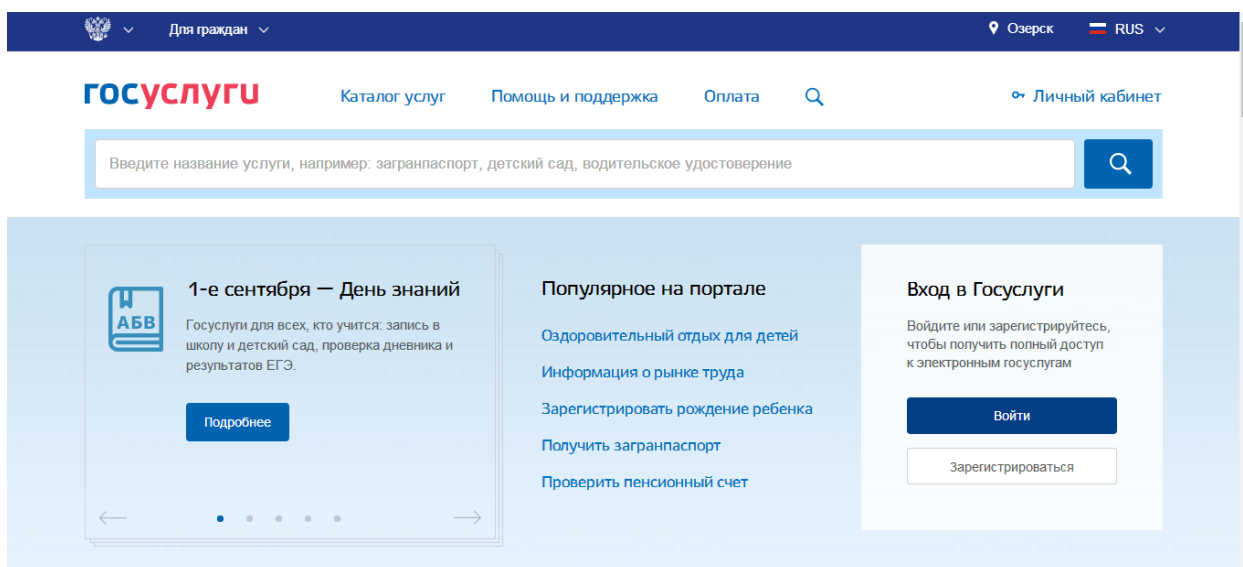 Для граждан
Озерск
RUS
госуслуги
Каталог услуг
Помощь и поддержка
Оплата
Личный кабинет
Введите название услуги, например: загранпаспорт, детский сад, водительское удостоверение
АБВ
1-е сентября — День знаний
Госуслуги для всех, кто учится: запись в
школу и детский сад, проверка дневника и
результатов ЕГЭ.
Подробнее
Популярное на портале
Оздоровительный отдых для детей
Информация о рынке труда
Зарегистрировать рождение ребенка
Получить загранпаспорт
Проверить пенсионный счет
Вход в Госуслуги
Войдите или зарегистрируйтесь,
чтобы получить полный доступ
к электронным госуслугам
Войти
Зарегистрироваться